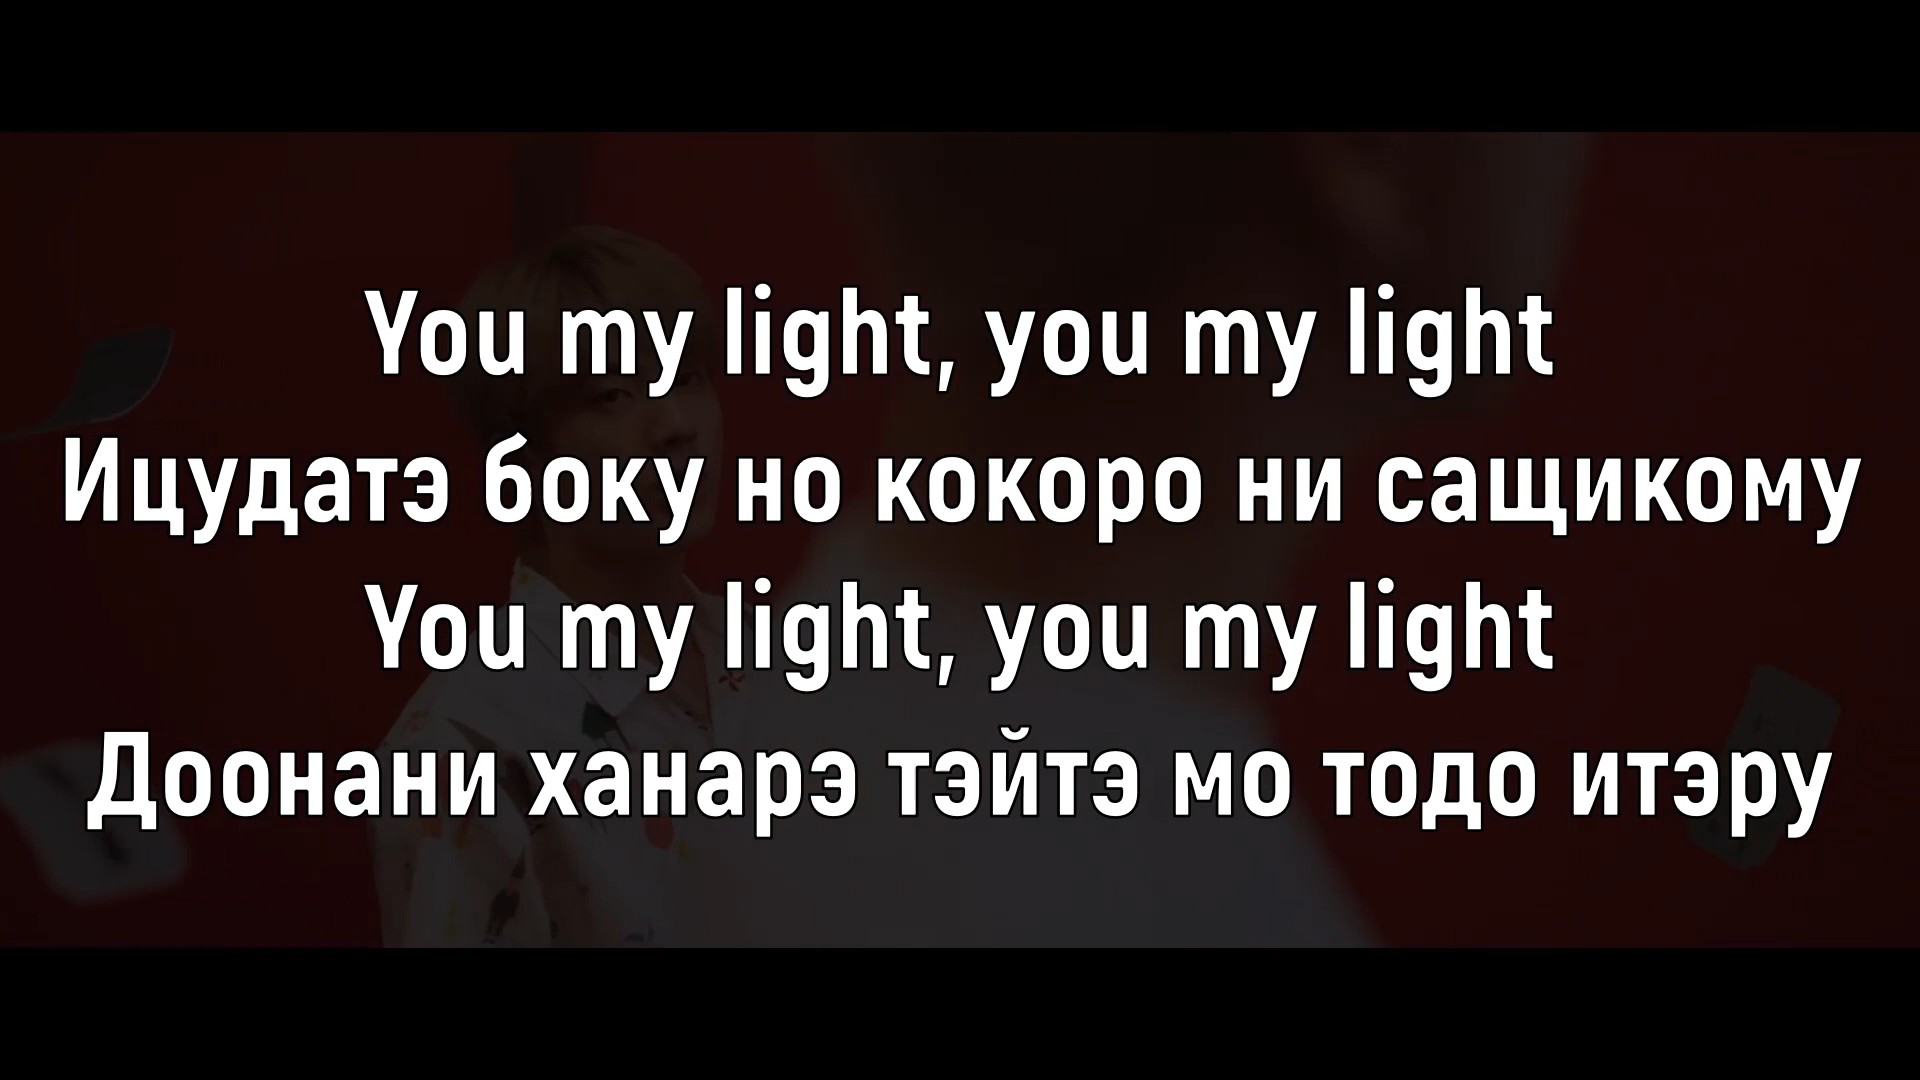 You my light, you my light
Ицудатэ боку но кокоро ни сащикому
You my light, you my light
Доонани ханарэ тэйтэ мо тодо итэру